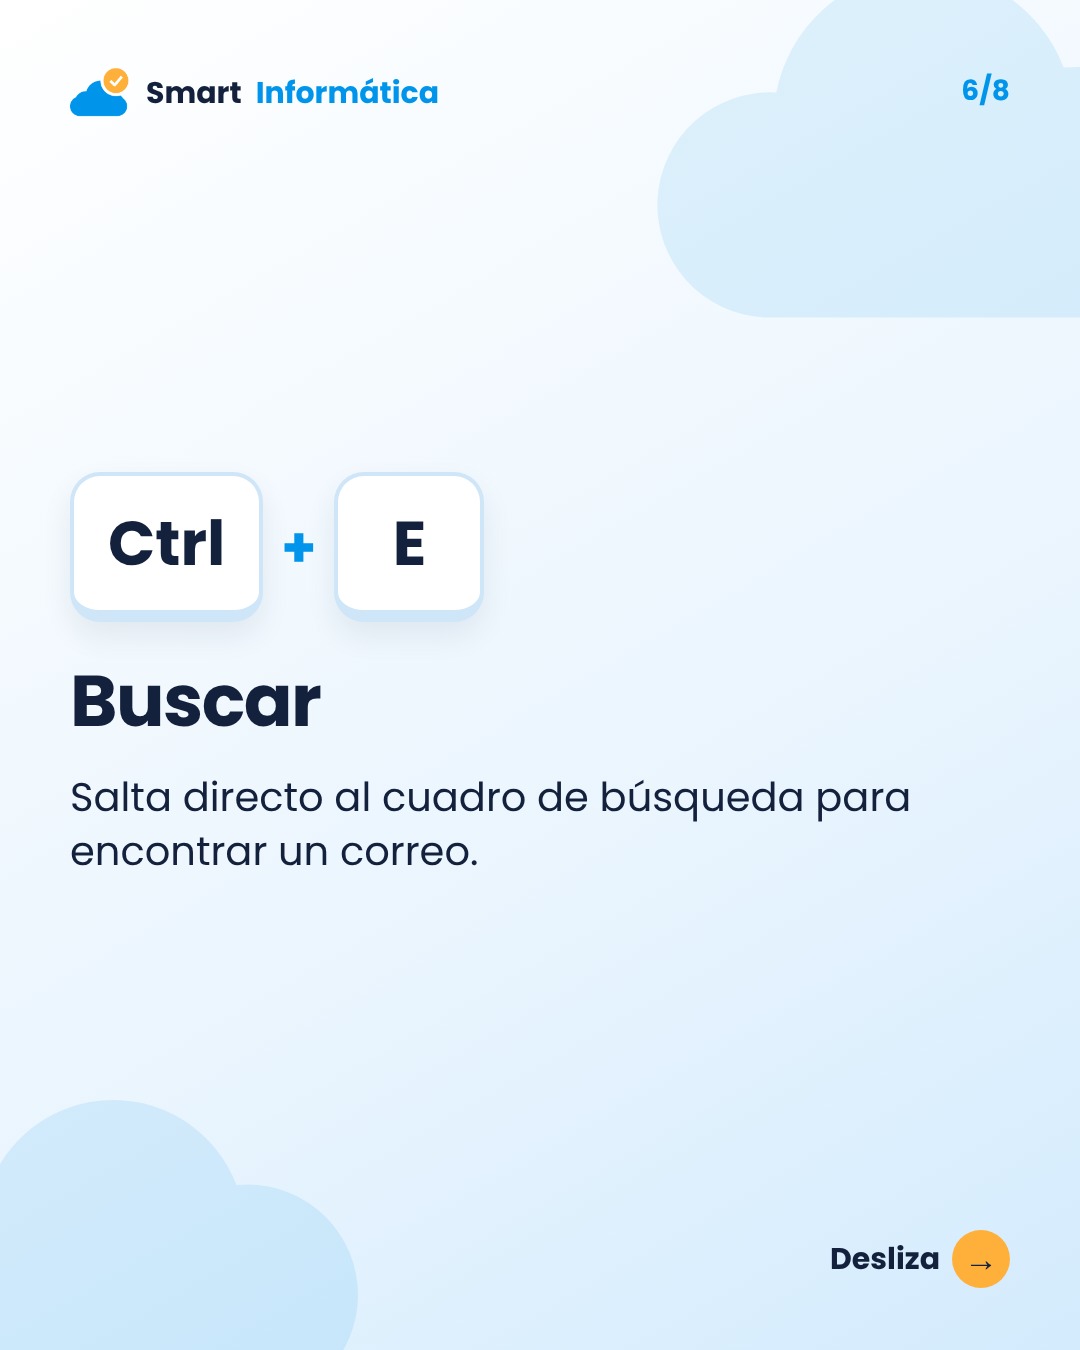 Smart Informática
6/8
Ctrl + E
Buscar
Salta directo al cuadro de búsqueda para
encontrar un correo.
Desliza →